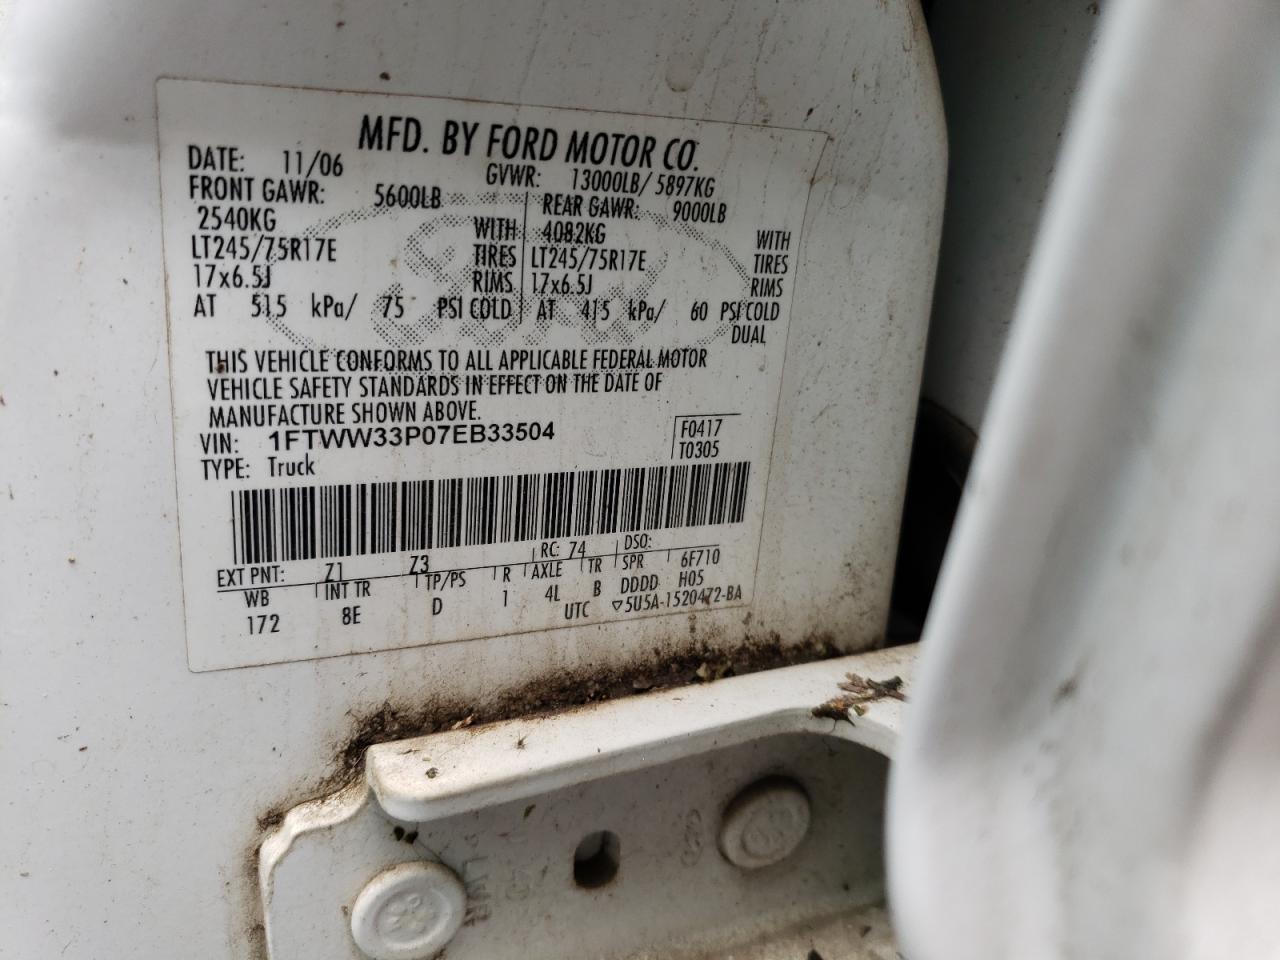 MFD. BY FORD MOTOR CO.
DATE: 11/06 GVWR: 13000LB/ 5897KG
FRONT GAWR: 5600LB REAR GAWR: 9000LB
2540KG WITH 4082KG WITH
LT245/75R17E TIRES LT245/75R17E TIRES
17x6.5J RIMS 17x6.5J RIMS
AT 515 kPa/ 75 PSI COLD AT 415 kPa/ 60 PSI COLD
DUAL
THIS VEHICLE CONFORMS TO ALL APPLICABLE FEDERAL MOTOR
VEHICLE SAFETY STANDARDS IN EFFECT ON THE DATE OF
MANUFACTURE SHOWN ABOVE.
VIN: 1FTWW33P07EB33504 F0417
TYPE: Truck T0305
EXT PNT: Z1 Z3 RC: 74 DSO:
WB INT TR TP/PS R AXLE TR SPR 6F710
172 8E D 1 4L B DDDD H05
UTC ▽5U5A-1520472-BA